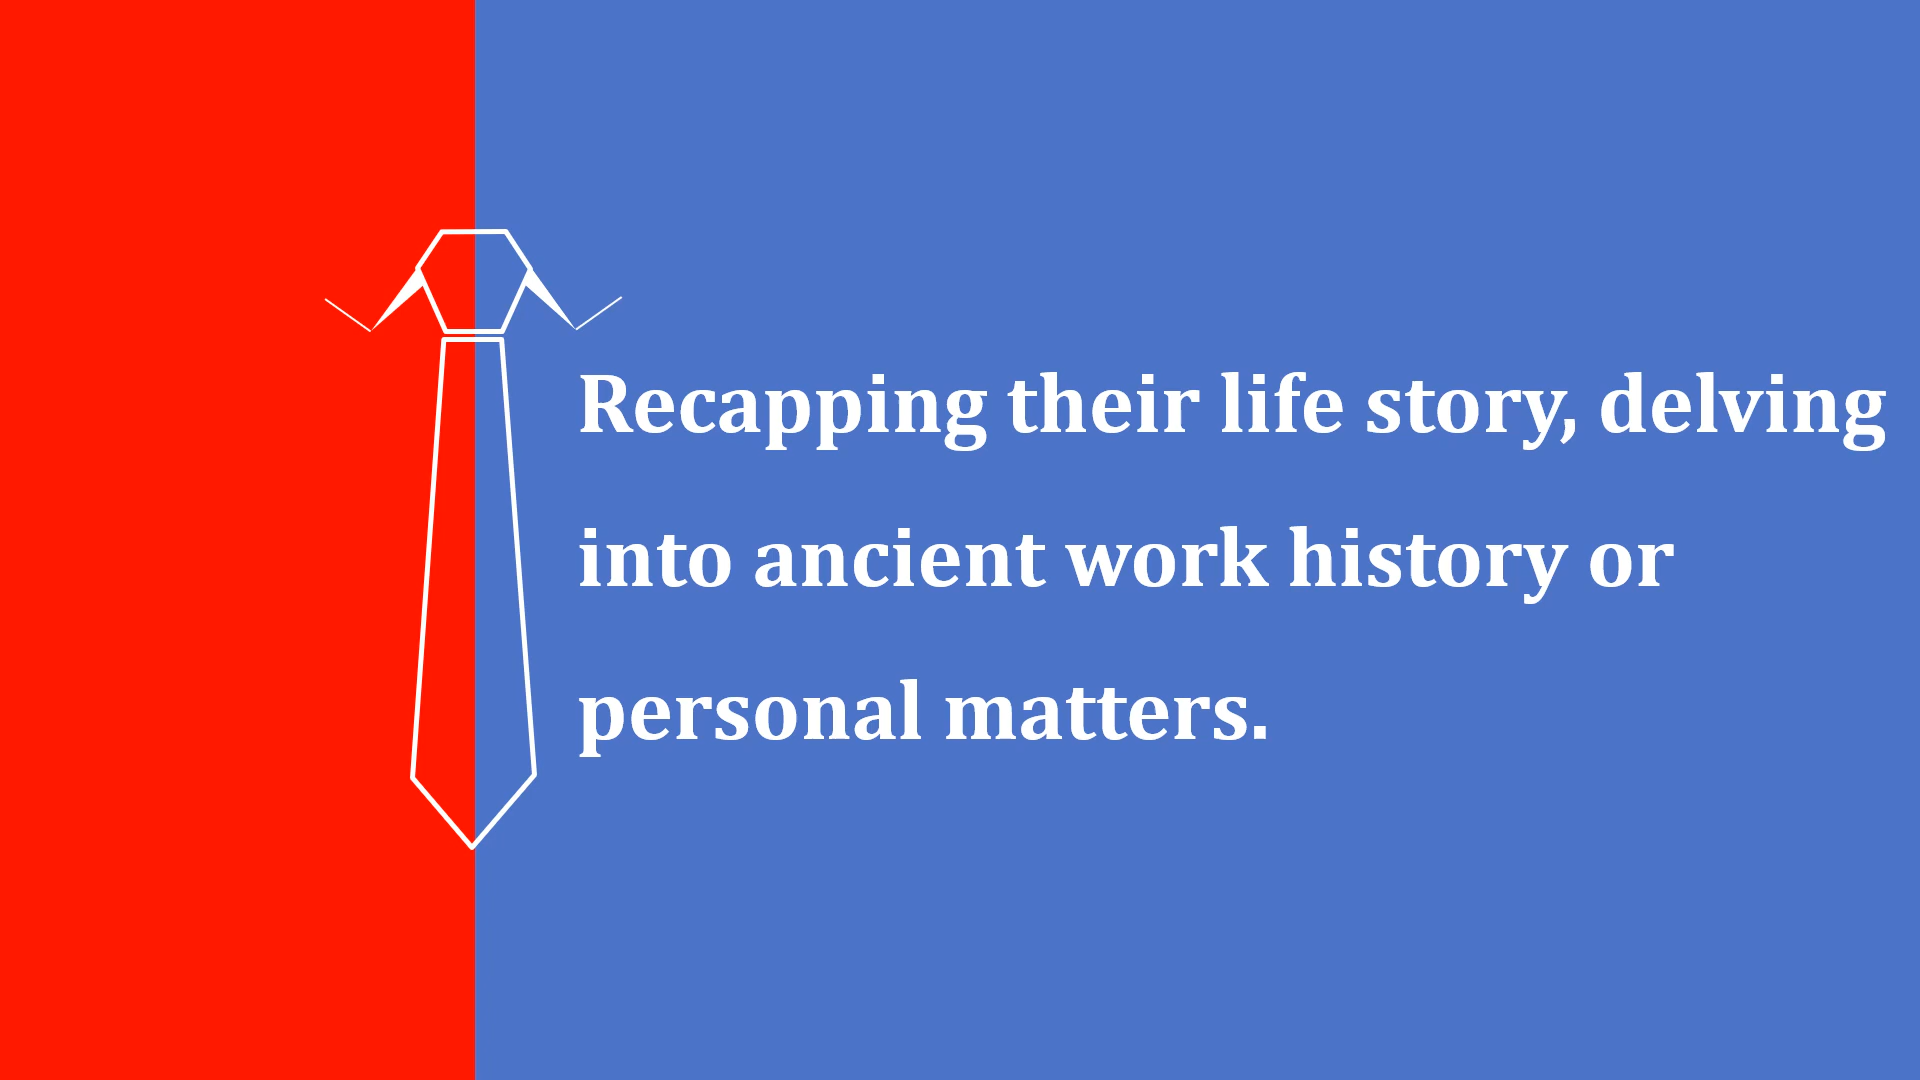 Recapping their life story, delving
into ancient work history or
personal matters.